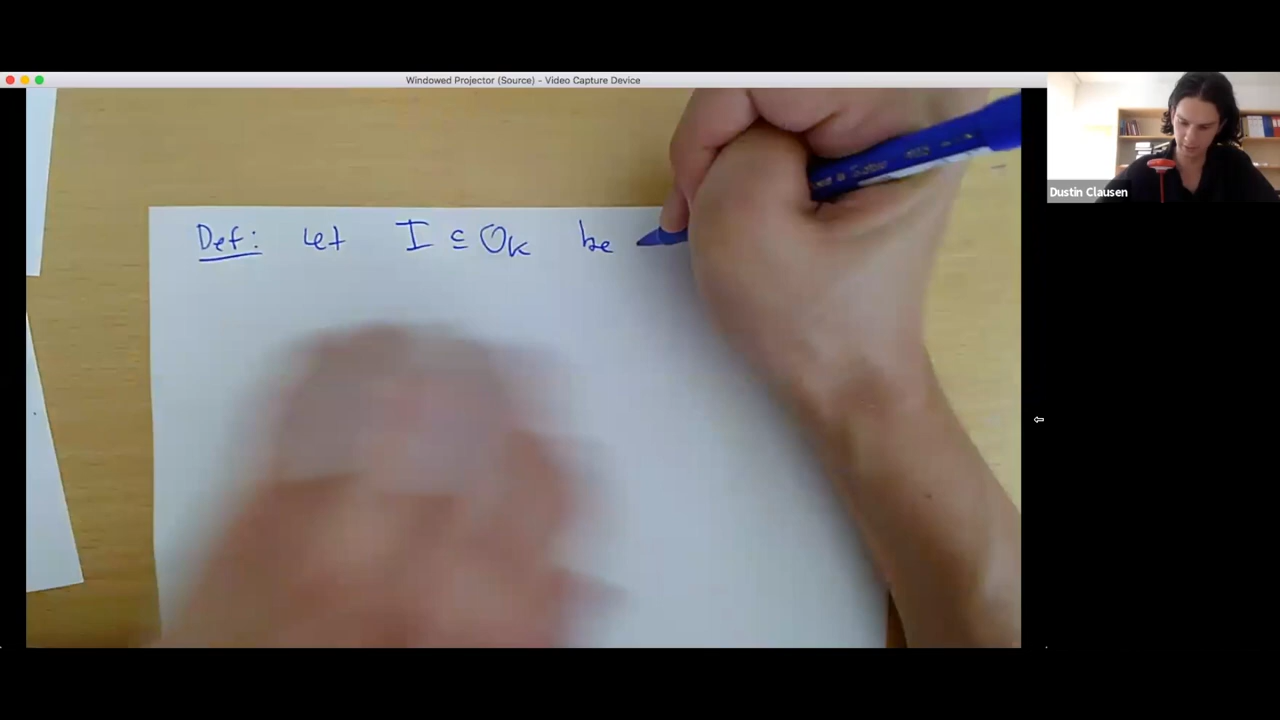 Windowed Projector (Source) - Video Capture Device
Dustin Clausen
Def: Let I ⊆ O_K be